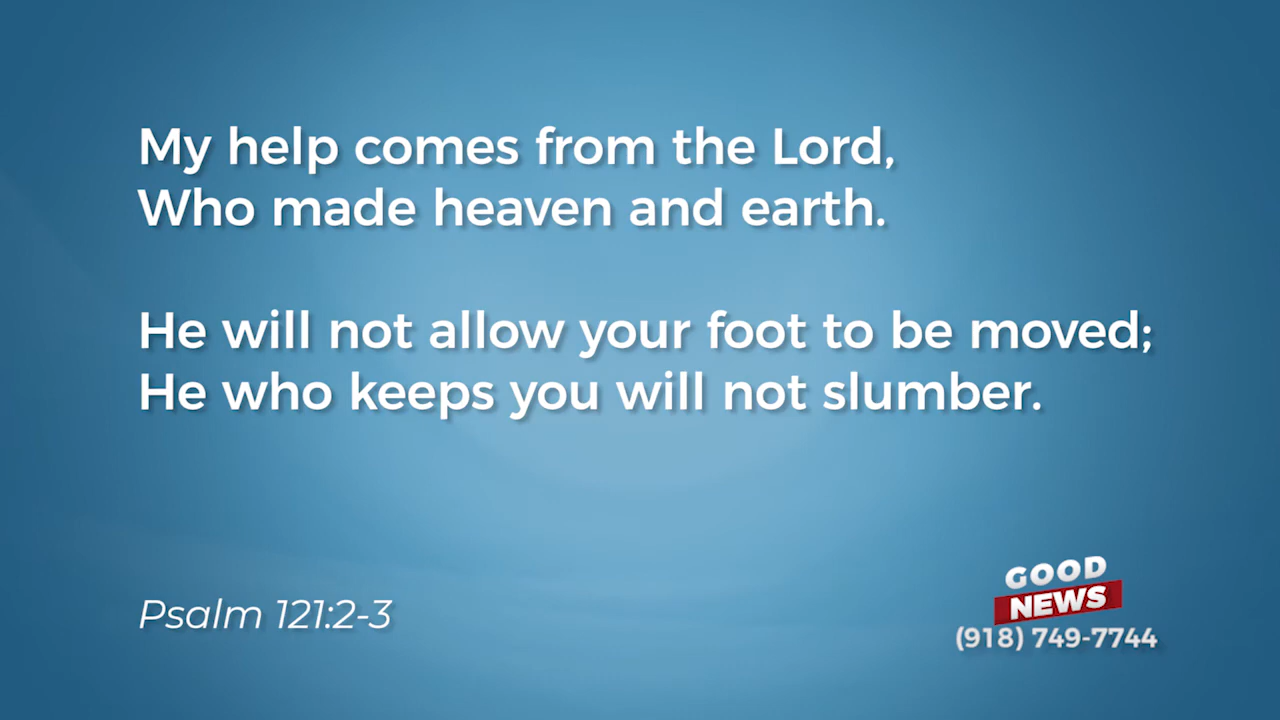 My help comes from the Lord,
Who made heaven and earth.
He will not allow your foot to be moved;
He who keeps you will not slumber.
Psalm 121:2-3
GOOD
NEWS
(918) 749-7744